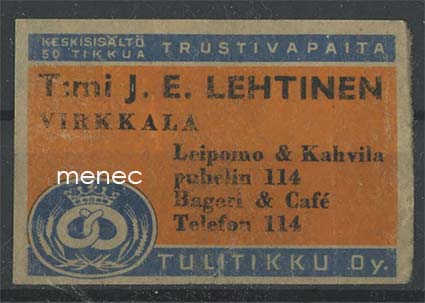 KESKISISÄLTÖ
50 TIKKUA
TRUSTIVAPAITA
T:mi J. E. LEHTINEN
VIRKKALA
Leipomo & Kahvila
puhelin 114
Bageri & Café
Telefon 114
menec
TULITIKKU Oy.